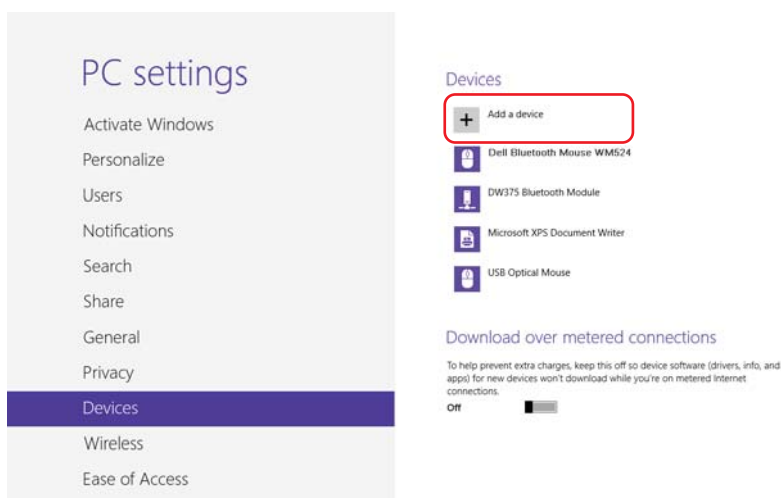 PC settings
Activate Windows
Personalize
Users
Notifications
Search
Share
General
Privacy
Devices
Wireless
Ease of Access
Devices
Add a device
Dell Bluetooth Mouse WM524
DW375 Bluetooth Module
Microsoft XPS Document Writer
USB Optical Mouse
Download over metered connections
To help prevent extra charges, keep this off so device software (drivers, info, and
apps) for new devices won't download while you're on metered Internet
connections.
Off